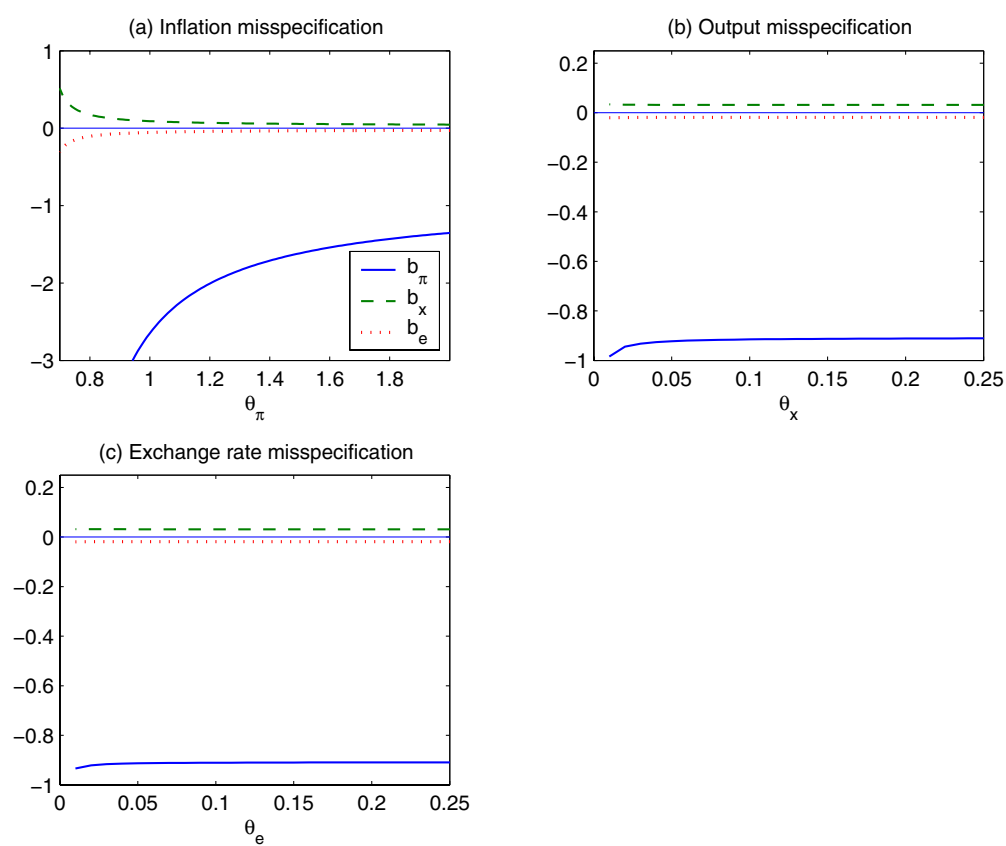 (a) Inflation misspecification
1
0
−1
−2
−3
0.8 1 1.2 1.4 1.6 1.8
θπ
bπ
bx
be
(b) Output misspecification
0.2
0
−0.2
−0.4
−0.6
−0.8
−1
0 0.05 0.1 0.15 0.2 0.25
θx
(c) Exchange rate misspecification
0.2
0
−0.2
−0.4
−0.6
−0.8
−1
0 0.05 0.1 0.15 0.2 0.25
θe